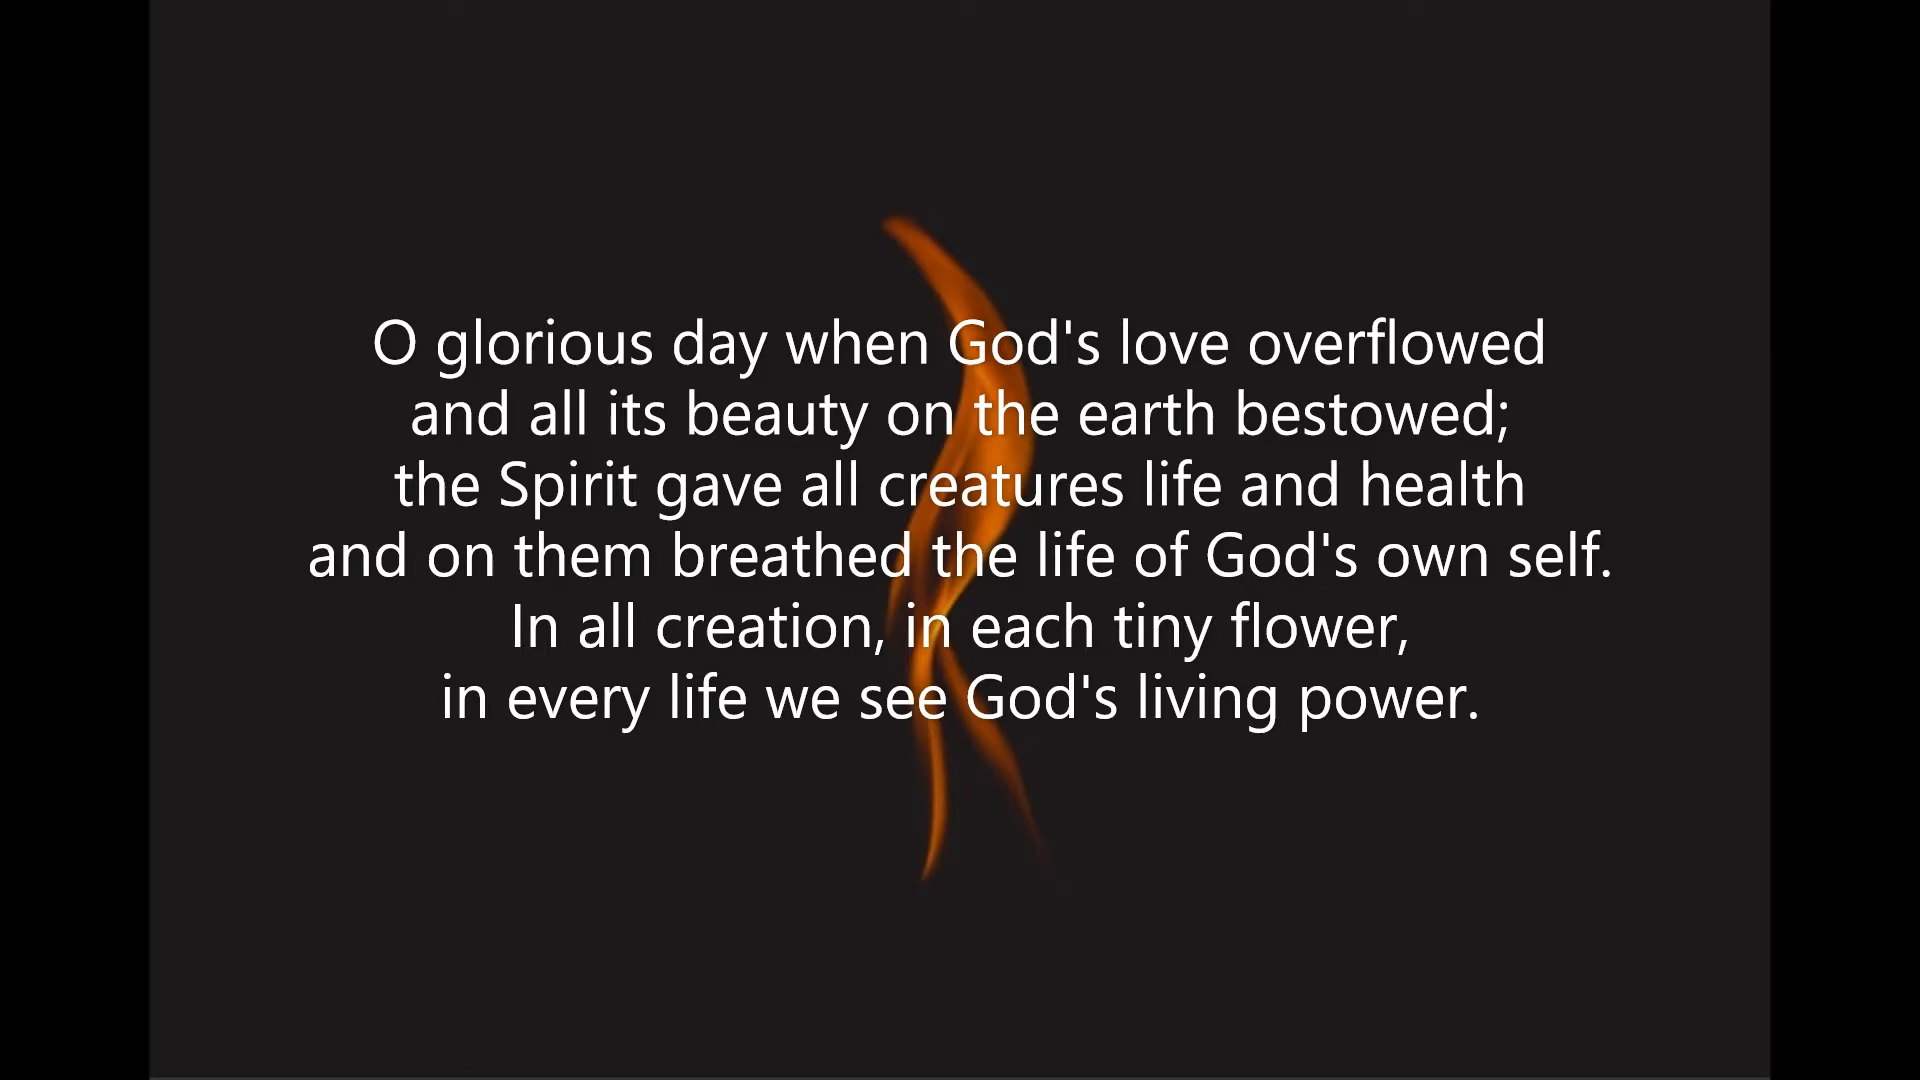 O glorious day when God's love overflowed
and all its beauty on the earth bestowed;
the Spirit gave all creatures life and health
and on them breathed the life of God's own self.
In all creation, in each tiny flower,
in every life we see God's living power.